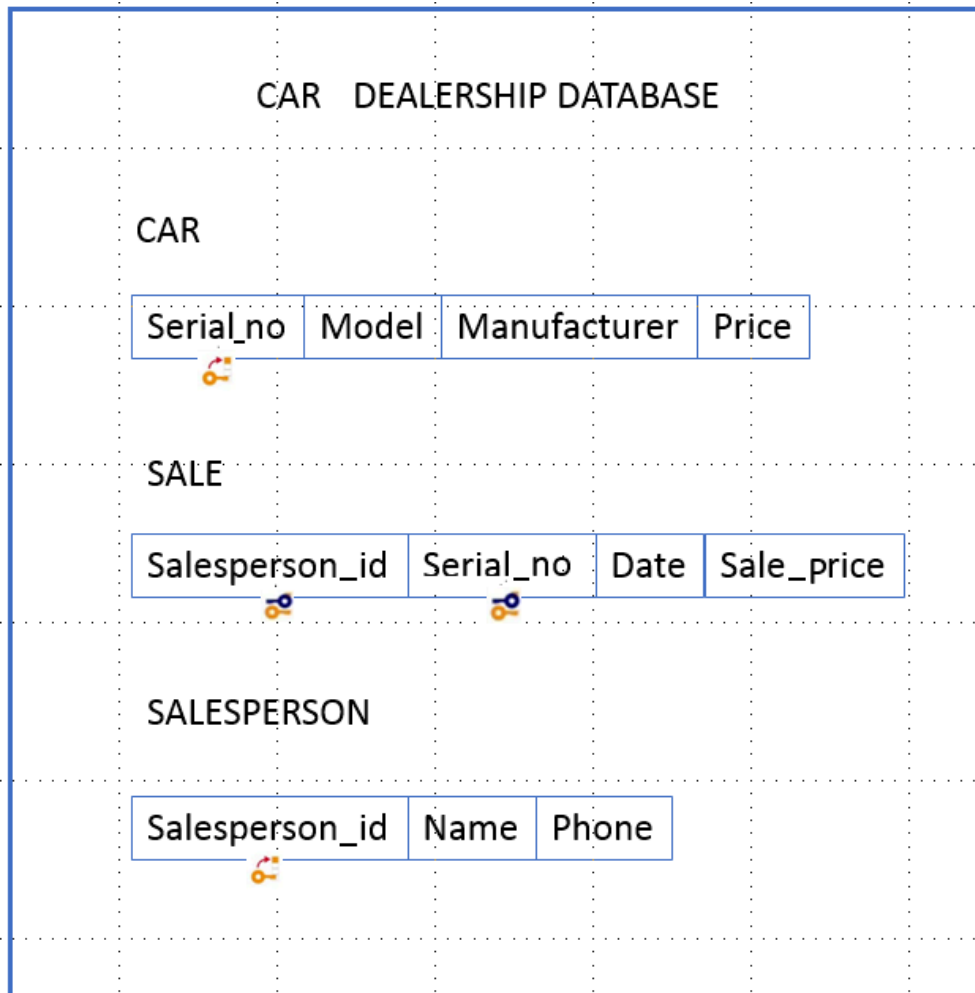 CAR DEALERSHIP DATABASE
CAR
Serial_no Model Manufacturer Price
SALE
Salesperson_id Serial_no Date Sale_price
SALESPERSON
Salesperson_id Name Phone